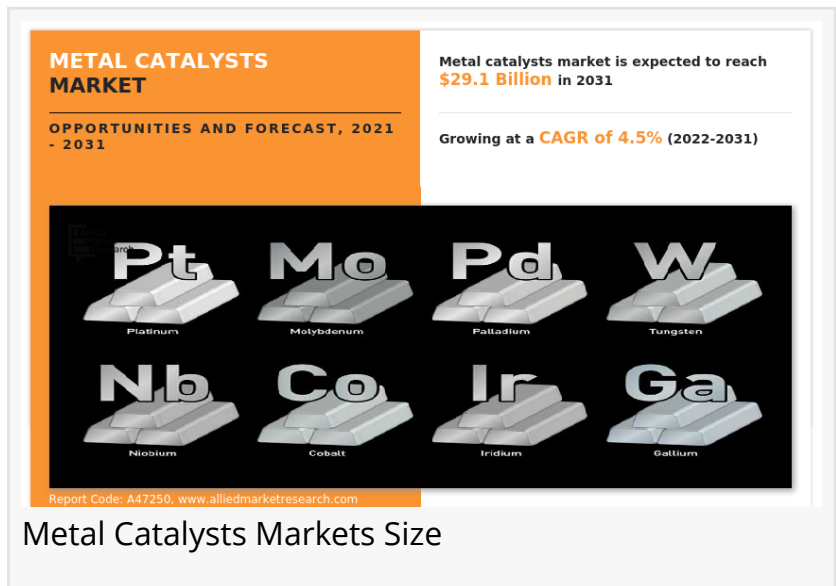 METAL CATALYSTS
MARKET
OPPORTUNITIES AND FORECAST, 2021
- 2031
Metal catalysts market is expected to reach
$29.1 Billion in 2031
Growing at a CAGR of 4.5% (2022-2031)
Pt Mo Pd W
Platinum Molybdenum Palladium Tungsten
Nb Co Ir Ga
Niobium Cobalt Iridium Gallium
Report Code: A47250, www.alliedmarketresearch.com
Metal Catalysts Markets Size